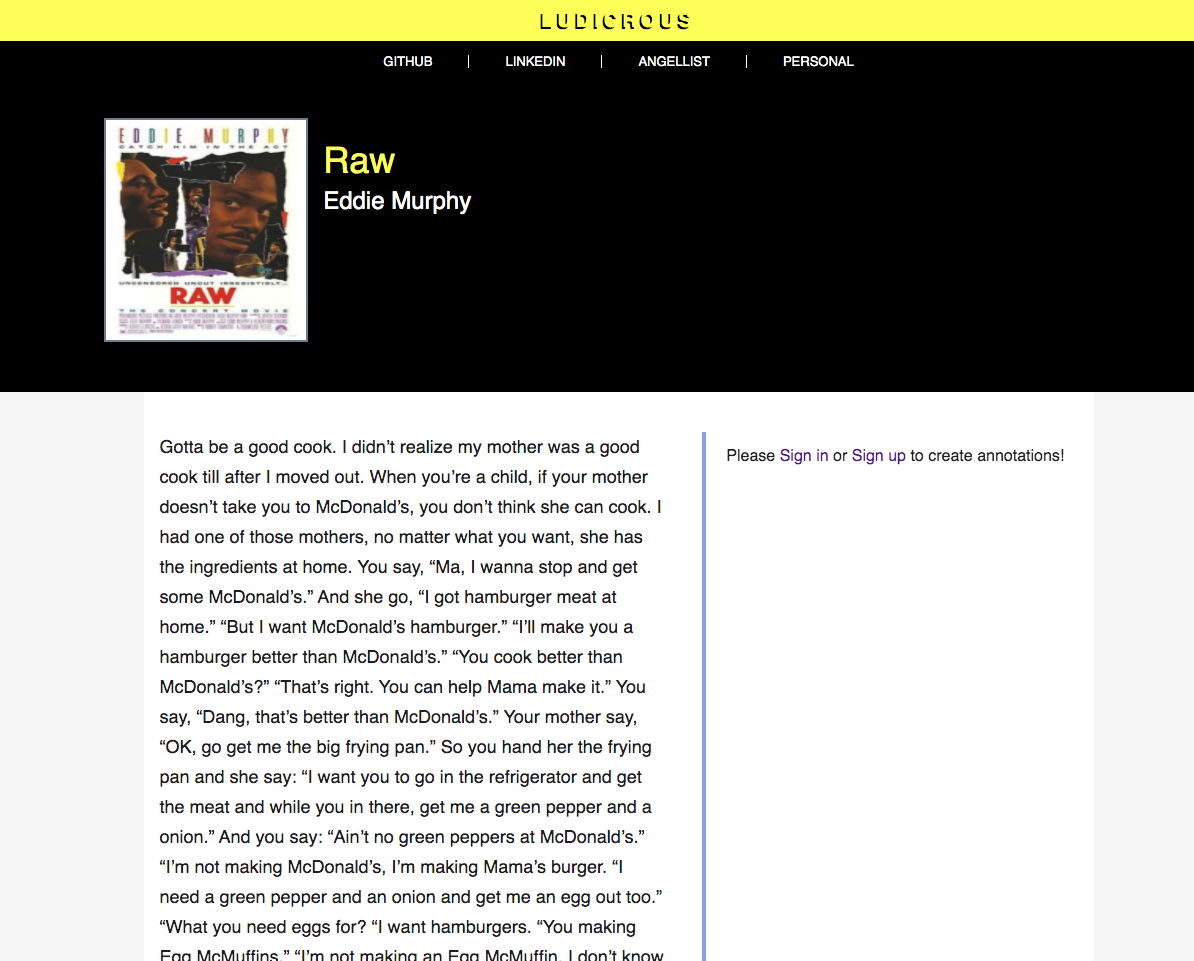 LUDICROUS
GITHUB | LINKEDIN | ANGELLIST | PERSONAL
EDDIE MURPHY
CATCH HIM IN THE ACT
UNCENSORED UNCUT IRRESISTIBLY...
RAW
THE CONCERT MOVIE
Raw
Eddie Murphy
Gotta be a good cook. I didn’t realize my mother was a good
cook till after I moved out. When you’re a child, if your mother
doesn’t take you to McDonald’s, you don’t think she can cook. I
had one of those mothers, no matter what you want, she has
the ingredients at home. You say, “Ma, I wanna stop and get
some McDonald’s.” And she go, “I got hamburger meat at
home.” “But I want McDonald’s hamburger.” “I’ll make you a
hamburger better than McDonald’s.” “You cook better than
McDonald’s?” “That’s right. You can help Mama make it.” You
say, “Dang, that’s better than McDonald’s.” Your mother say,
“OK, go get me the big frying pan.” So you hand her the frying
pan and she say: “I want you to go in the refrigerator and get
the meat and while you in there, get me a green pepper and a
onion.” And you say: “Ain’t no green peppers at McDonald’s.”
“I’m not making McDonald’s, I’m making Mama’s burger. “I
need a green pepper and an onion and get me an egg out too.”
“What you need eggs for? “I want hamburgers. “You making
Egg McMuffins.” “I’m not making an Egg McMuffin. I don’t know
Please Sign in or Sign up to create annotations!